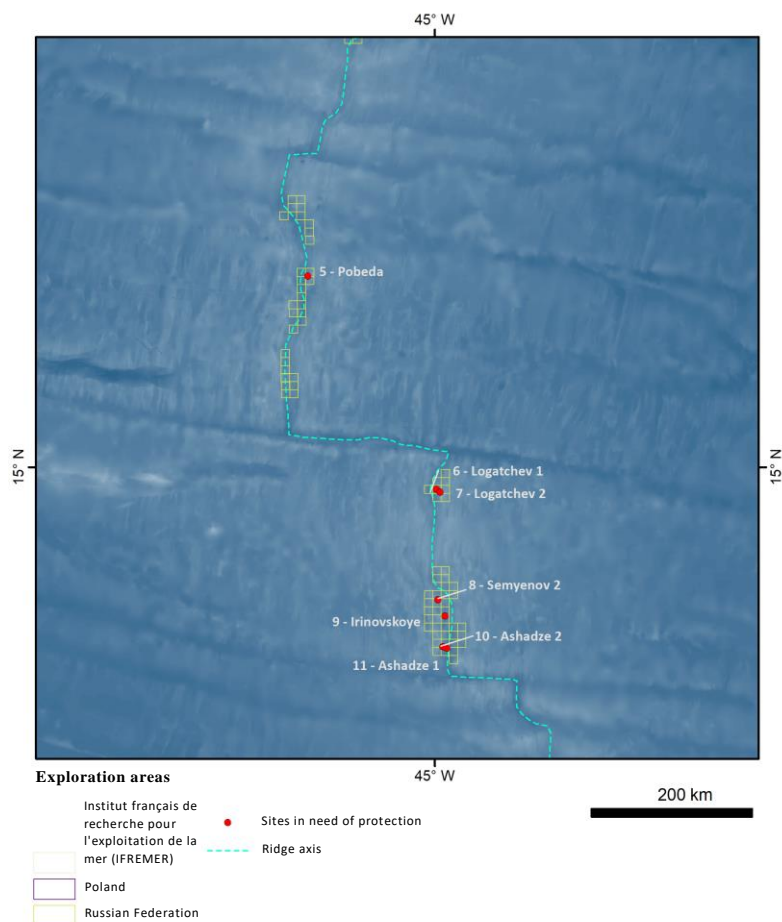 45° W
5 - Pobeda
15° N
15° N
6 - Logatchev 1
7 - Logatchev 2
8 - Semyenov 2
9 - Irinovskoye
10 - Ashadze 2
11 - Ashadze 1
45° W
Exploration areas
Institut français de
recherche pour
l'exploitation de la
mer (IFREMER)
Poland
Russian Federation
Sites in need of protection
Ridge axis
200 km